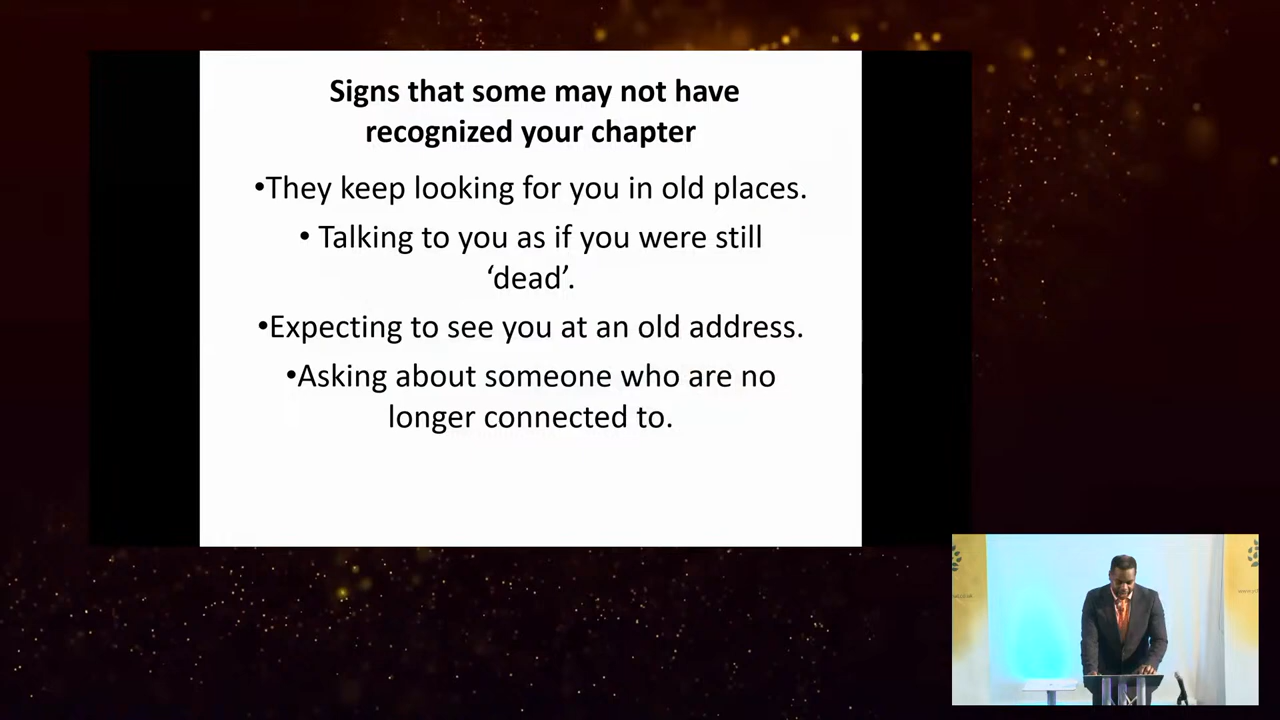 Signs that some may not have
recognized your chapter
•They keep looking for you in old places.
• Talking to you as if you were still
‘dead’.
•Expecting to see you at an old address.
•Asking about someone who are no
longer connected to.